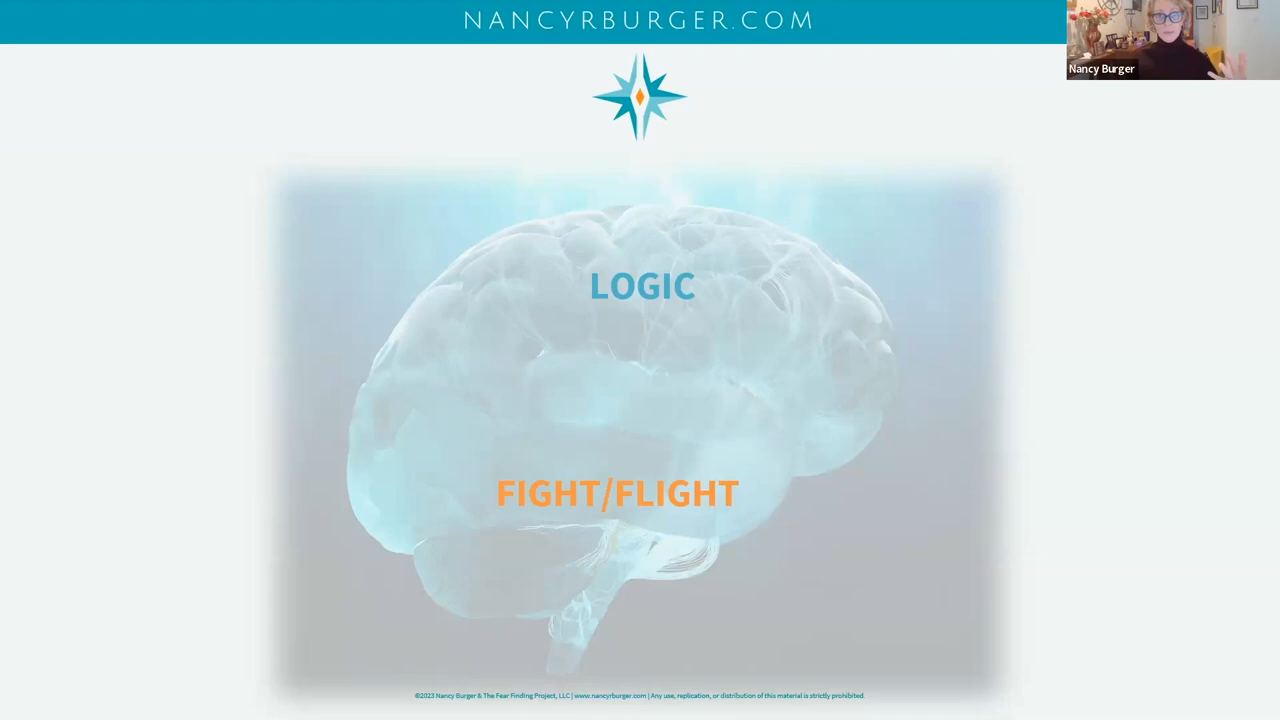 NANCYRBURGER.COM
Nancy Burger
LOGIC
FIGHT/FLIGHT
©2023 Nancy Burger & The Fear Finding Project, LLC | www.nancyrburger.com | Any use, replication, or distribution of this material is strictly prohibited.